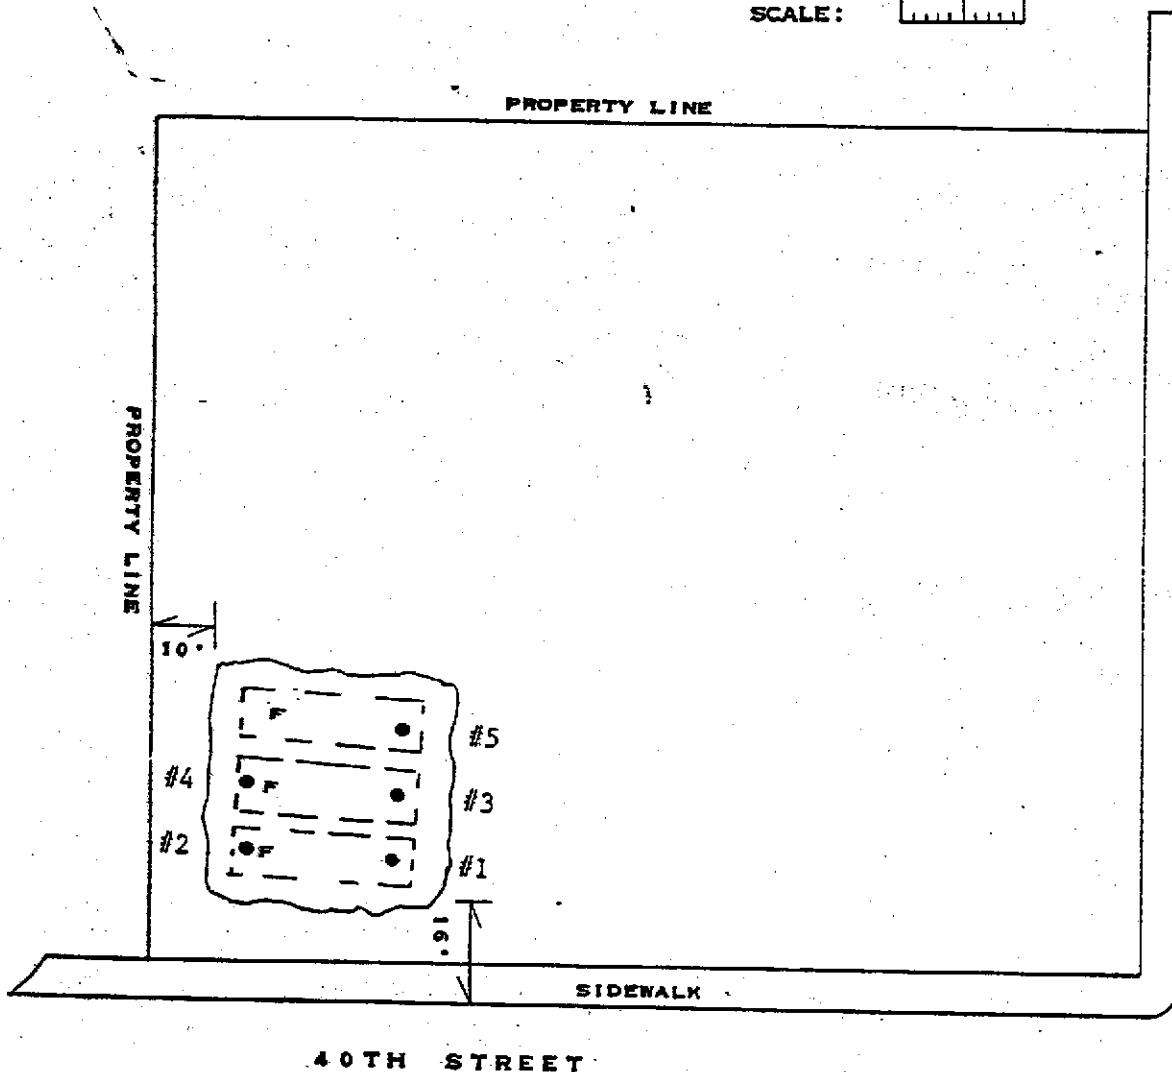 SCALE:
PROPERTY LINE
PROPERTY LINE
10'
F
#5
#4
F
#3
#2
F
#1
16'
SIDEWALK
40TH STREET